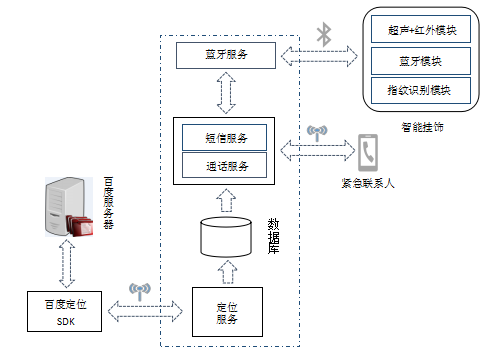 超声+红外模块
蓝牙模块
指纹识别模块
智能挂饰
蓝牙服务
短信服务
通话服务
紧急联系人
百度服务器
数据库
百度定位
SDK
定位
服务